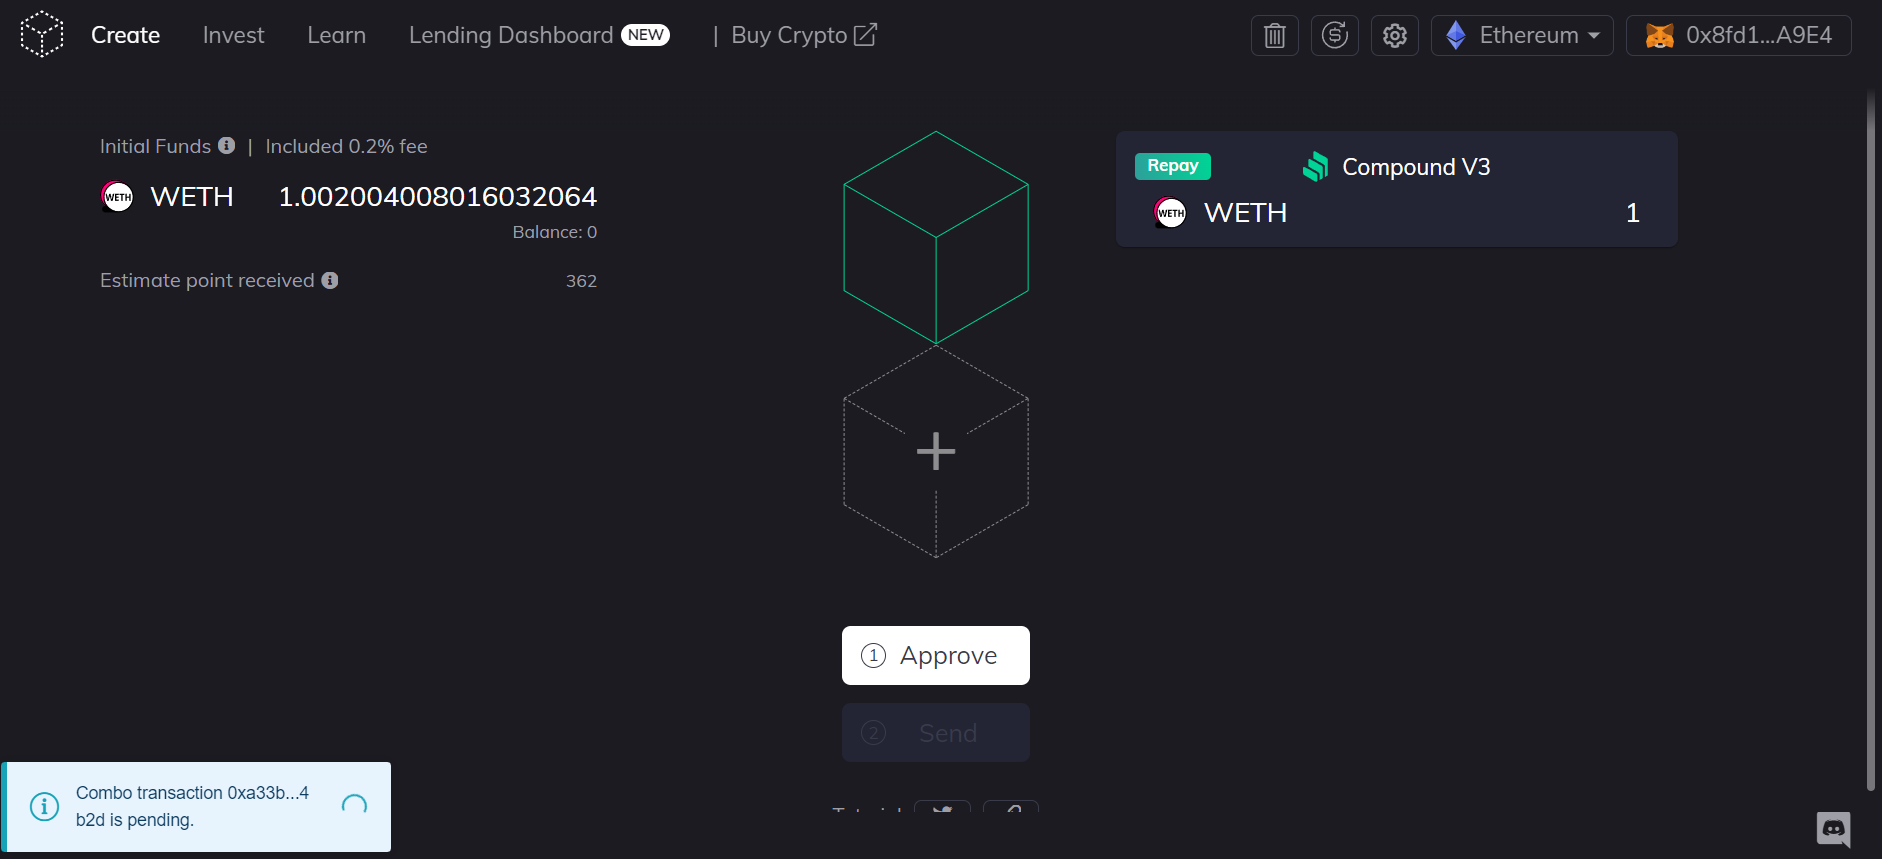 Create Invest Learn Lending Dashboard NEW | Buy Crypto Ethereum 0x8fd1...A9E4
Initial Funds | Included 0.2% fee
WETH WETH 1.002004008016032064
Balance: 0
Estimate point received 362
Repay Compound V3
WETH WETH 1
1 Approve
2 Send
Combo transaction 0xa33b...4
b2d is pending.